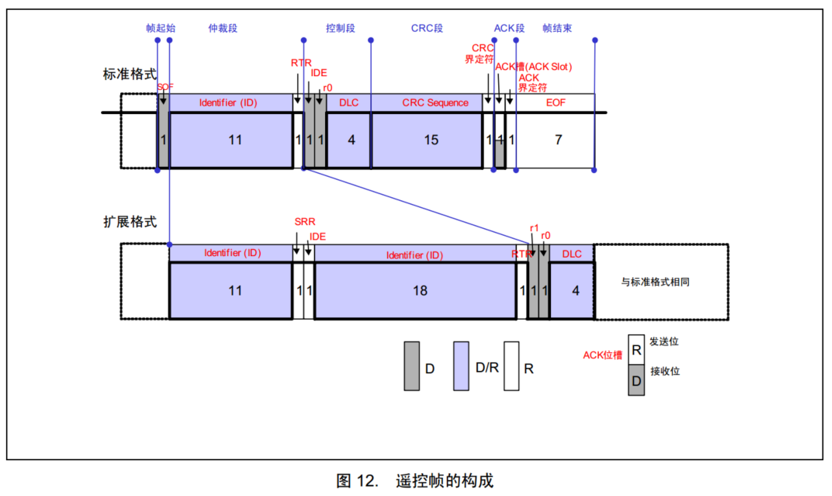 帧起始 仲裁段 控制段 CRC段 ACK段 帧结束
标准格式
SOF RTR IDE r0 CRC
界定符 ACK槽(ACK Slot)
ACK
界定符
Identifier (ID) DLC CRC Sequence EOF
1 11 1 1 1 4 15 1 1 1 7
扩展格式
SRR IDE r1 r0
Identifier (ID) Identifier (ID) RTR DLC
11 1 1 18 1 1 1 4 与标准格式相同
D D/R R
ACK位槽 R 发送位
D 接收位
图 12. 遥控帧的构成